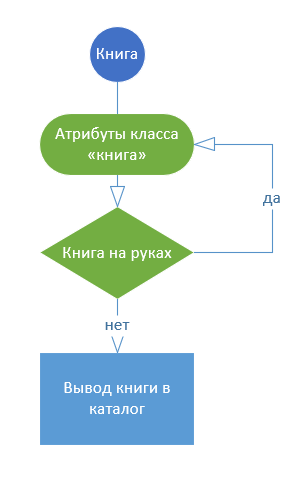 Книга
Атрибуты класса
«книга»
Книга на руках
да
нет
Вывод книги в
каталог